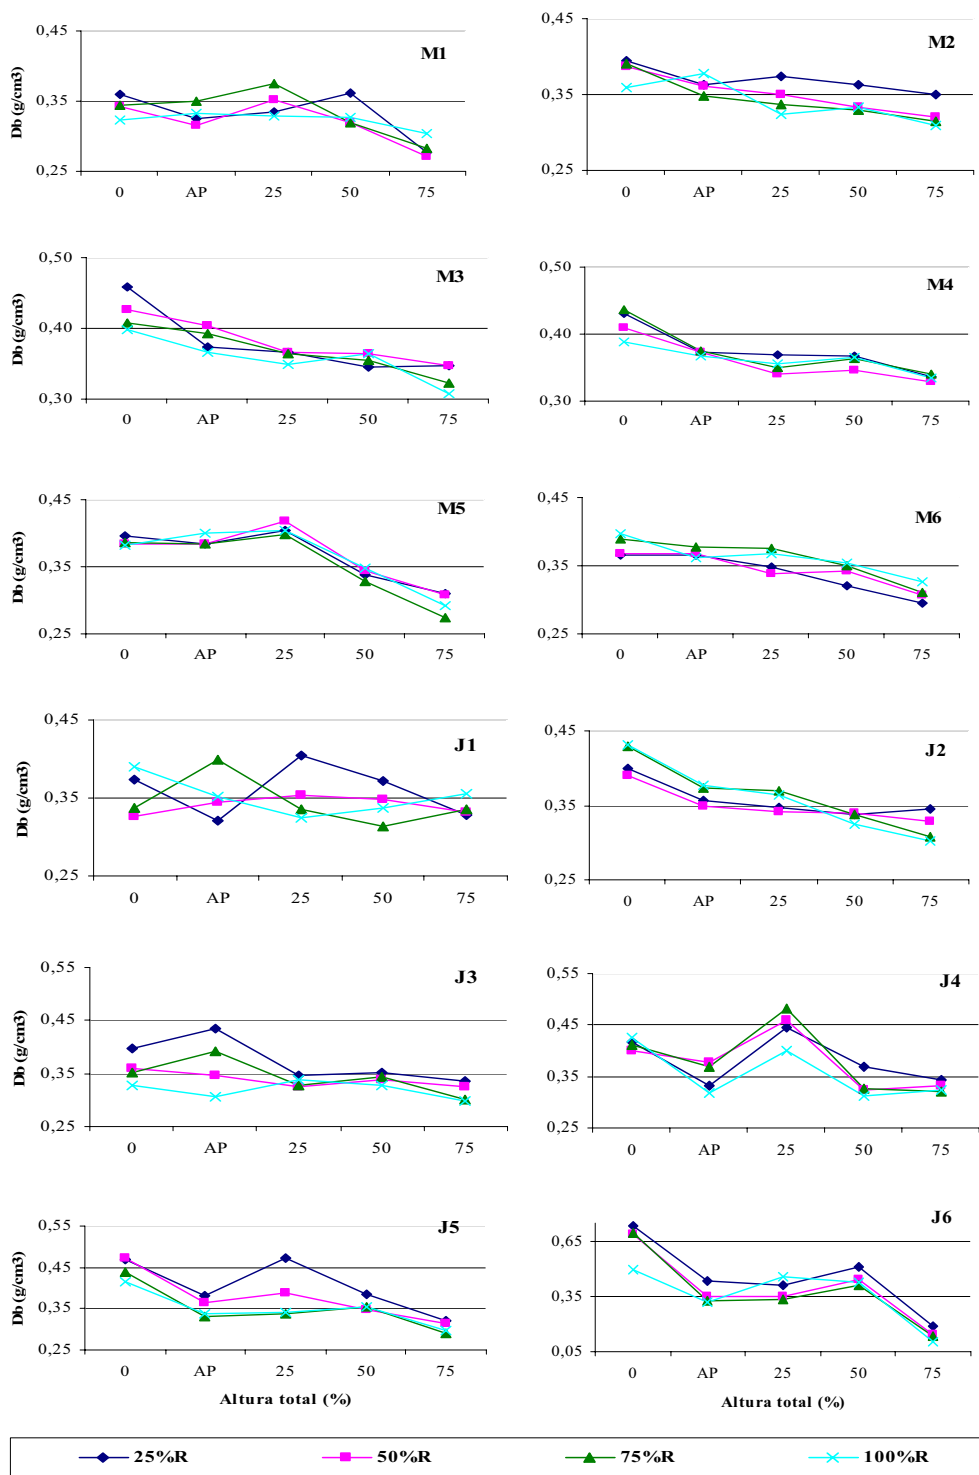 M1
Db (g/cm3)
0,45
0,35
0,25
0 AP 25 50 75
M2
0,45
0,35
0,25
0 AP 25 50 75
M3
Db (g/cm3)
0,50
0,40
0,30
0 AP 25 50 75
M4
0,50
0,40
0,30
0 AP 25 50 75
M5
Db (g/cm3)
0,45
0,35
0,25
0 AP 25 50 75
M6
0,45
0,35
0,25
0 AP 25 50 75
J1
Db (g/cm3)
0,45
0,35
0,25
0 AP 25 50 75
J2
0,45
0,35
0,25
0 AP 25 50 75
J3
Db (g/cm3)
0,55
0,45
0,35
0,25
0 AP 25 50 75
J4
0,55
0,45
0,35
0,25
0 AP 25 50 75
J5
Db (g/cm3)
0,55
0,45
0,35
0,25
0 AP 25 50 75
Altura total (%)
J6
0,65
0,35
0,05
0 AP 25 50 75
Altura total (%)
25%R 50%R 75%R 100%R